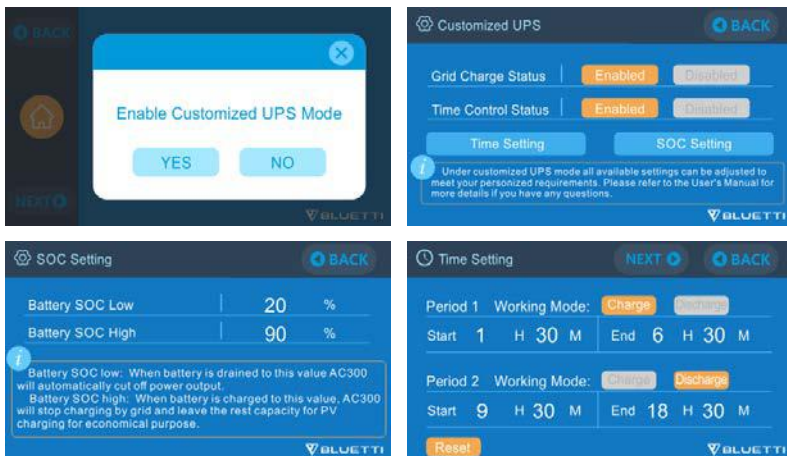 BACK
Enable Customized UPS Mode
YES NO
NEXT
BLUETTI
Customized UPS BACK
Grid Charge Status Enabled Disabled
Time Control Status Enabled Disabled
Time Setting SOC Setting
Under customized UPS mode all available settings can be adjusted to
meet your personized requirements. Please refer to the User's Manual for
more details if you have any questions.
BLUETTI
SOC Setting BACK
Battery SOC Low 20 %
Battery SOC High 90 %
Battery SOC low: When battery is drained to this value AC300
will automatically cut off power output.
Battery SOC high: When battery is charged to this value, AC300
will stop charging by grid and leave the rest capacity for PV
charging for economical purpose.
BLUETTI
Time Setting NEXT BACK
Period 1 Working Mode: Charge Discharge
Start 1 H 30 M End 6 H 30 M
Period 2 Working Mode: Charge Discharge
Start 9 H 30 M End 18 H 30 M
Reset
BLUETTI